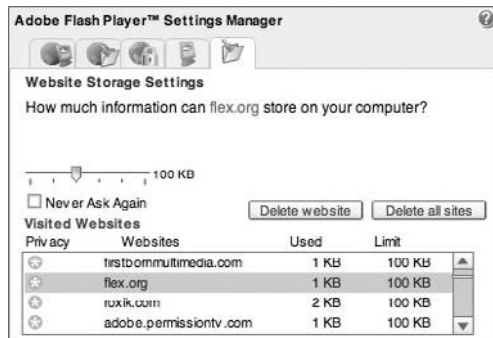 Adobe Flash Player™ Settings Manager
Website Storage Settings
How much information can flex.org store on your computer?
100 KB
Never Ask Again
Delete website Delete all sites
Visited Websites
Privacy Websites Used Limit
firstbornmultimedia.com 1 KB 100 KB
flex.org 1 KB 100 KB
roxik.com 2 KB 100 KB
adobe.permissiontv.com 1 KB 100 KB